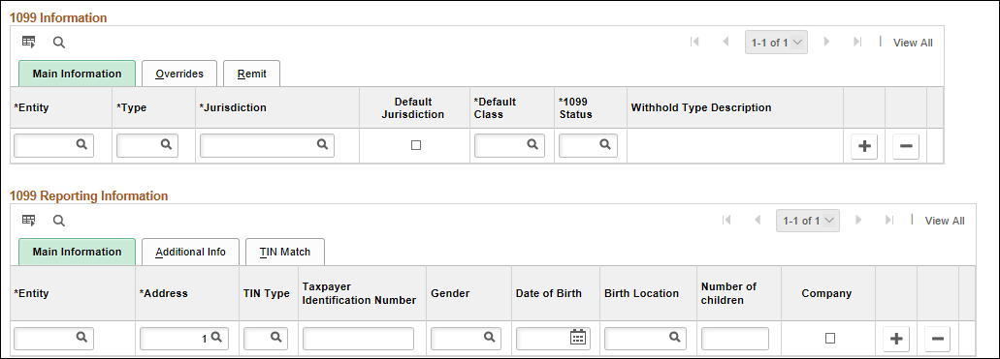 1099 Information
1-1 of 1
View All
Main Information
Overrides
Remit
*Entity
*Type
*Jurisdiction
Default
Jurisdiction
*Default
Class
*1099
Status
Withhold Type Description
1099 Reporting Information
1-1 of 1
View All
Main Information
Additional Info
TIN Match
*Entity
*Address
TIN Type
Taxpayer
Identification Number
Gender
Date of Birth
Birth Location
Number of
children
Company
1